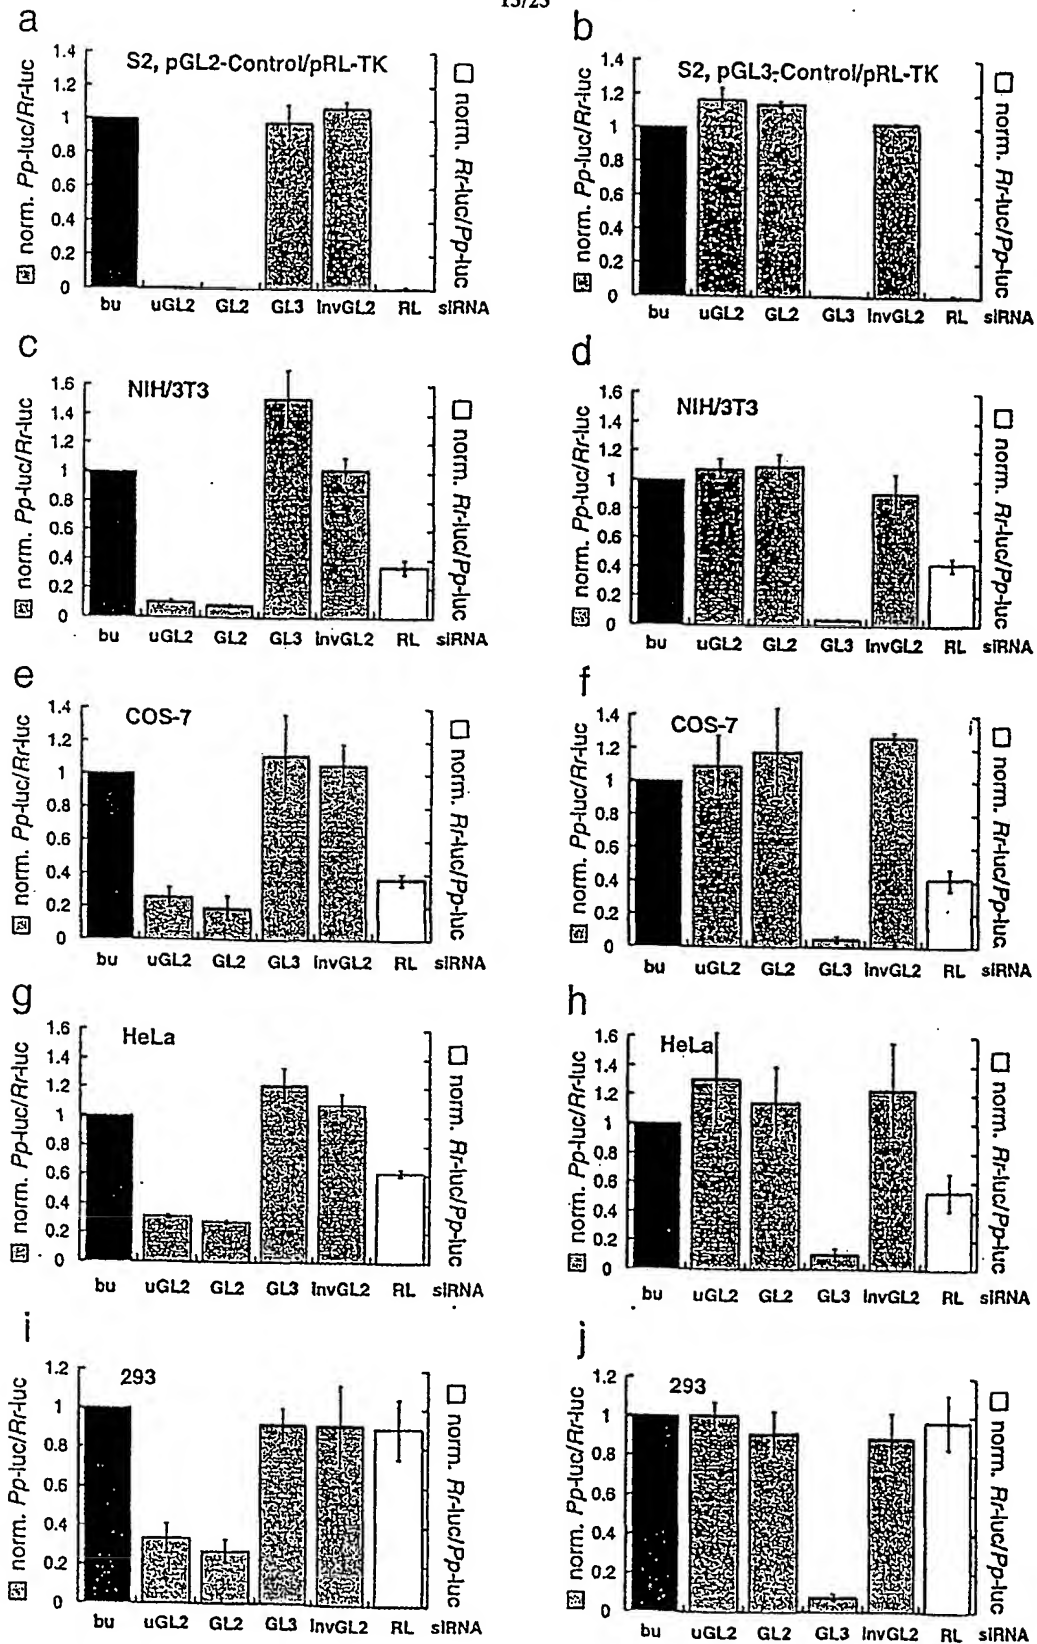 15/23
a
S2, pGL2-Control/pRL-TK
norm. Pp-luc/Rr-luc
1.4
1.2
1
0.8
0.6
0.4
0.2
0
bu uGL2 GL2 GL3 InvGL2 RL siRNA
norm. Rr-luc/Pp-luc
b
S2, pGL3-Control/pRL-TK
norm. Pp-luc/Rr-luc
1.4
1.2
1
0.8
0.6
0.4
0.2
0
bu uGL2 GL2 GL3 InvGL2 RL siRNA
norm. Rr-luc/Pp-luc
c
NIH/3T3
norm. Pp-luc/Rr-luc
1.6
1.4
1.2
1
0.8
0.6
0.4
0.2
0
bu uGL2 GL2 GL3 InvGL2 RL siRNA
norm. Rr-luc/Pp-luc
d
NIH/3T3
norm. Pp-luc/Rr-luc
1.6
1.4
1.2
1
0.8
0.6
0.4
0.2
0
bu uGL2 GL2 GL3 InvGL2 RL siRNA
norm. Rr-luc/Pp-luc
e
COS-7
norm. Pp-luc/Rr-luc
1.4
1.2
1
0.8
0.6
0.4
0.2
0
bu uGL2 GL2 GL3 InvGL2 RL siRNA
norm. Rr-luc/Pp-luc
f
COS-7
norm. Pp-luc/Rr-luc
1.4
1.2
1
0.8
0.6
0.4
0.2
0
bu uGL2 GL2 GL3 InvGL2 RL siRNA
norm. Rr-luc/Pp-luc
g
HeLa
norm. Pp-luc/Rr-luc
1.6
1.4
1.2
1
0.8
0.6
0.4
0.2
0
bu uGL2 GL2 GL3 InvGL2 RL siRNA
norm. Rr-luc/Pp-luc
h
HeLa
norm. Pp-luc/Rr-luc
1.6
1.4
1.2
1
0.8
0.6
0.4
0.2
0
bu uGL2 GL2 GL3 InvGL2 RL siRNA
norm. Rr-luc/Pp-luc
i
293
norm. Pp-luc/Rr-luc
1.2
1
0.8
0.6
0.4
0.2
0
bu uGL2 GL2 GL3 InvGL2 RL siRNA
norm. Rr-luc/Pp-luc
j
293
norm. Pp-luc/Rr-luc
1.2
1
0.8
0.6
0.4
0.2
0
bu uGL2 GL2 GL3 InvGL2 RL siRNA
norm. Rr-luc/Pp-luc